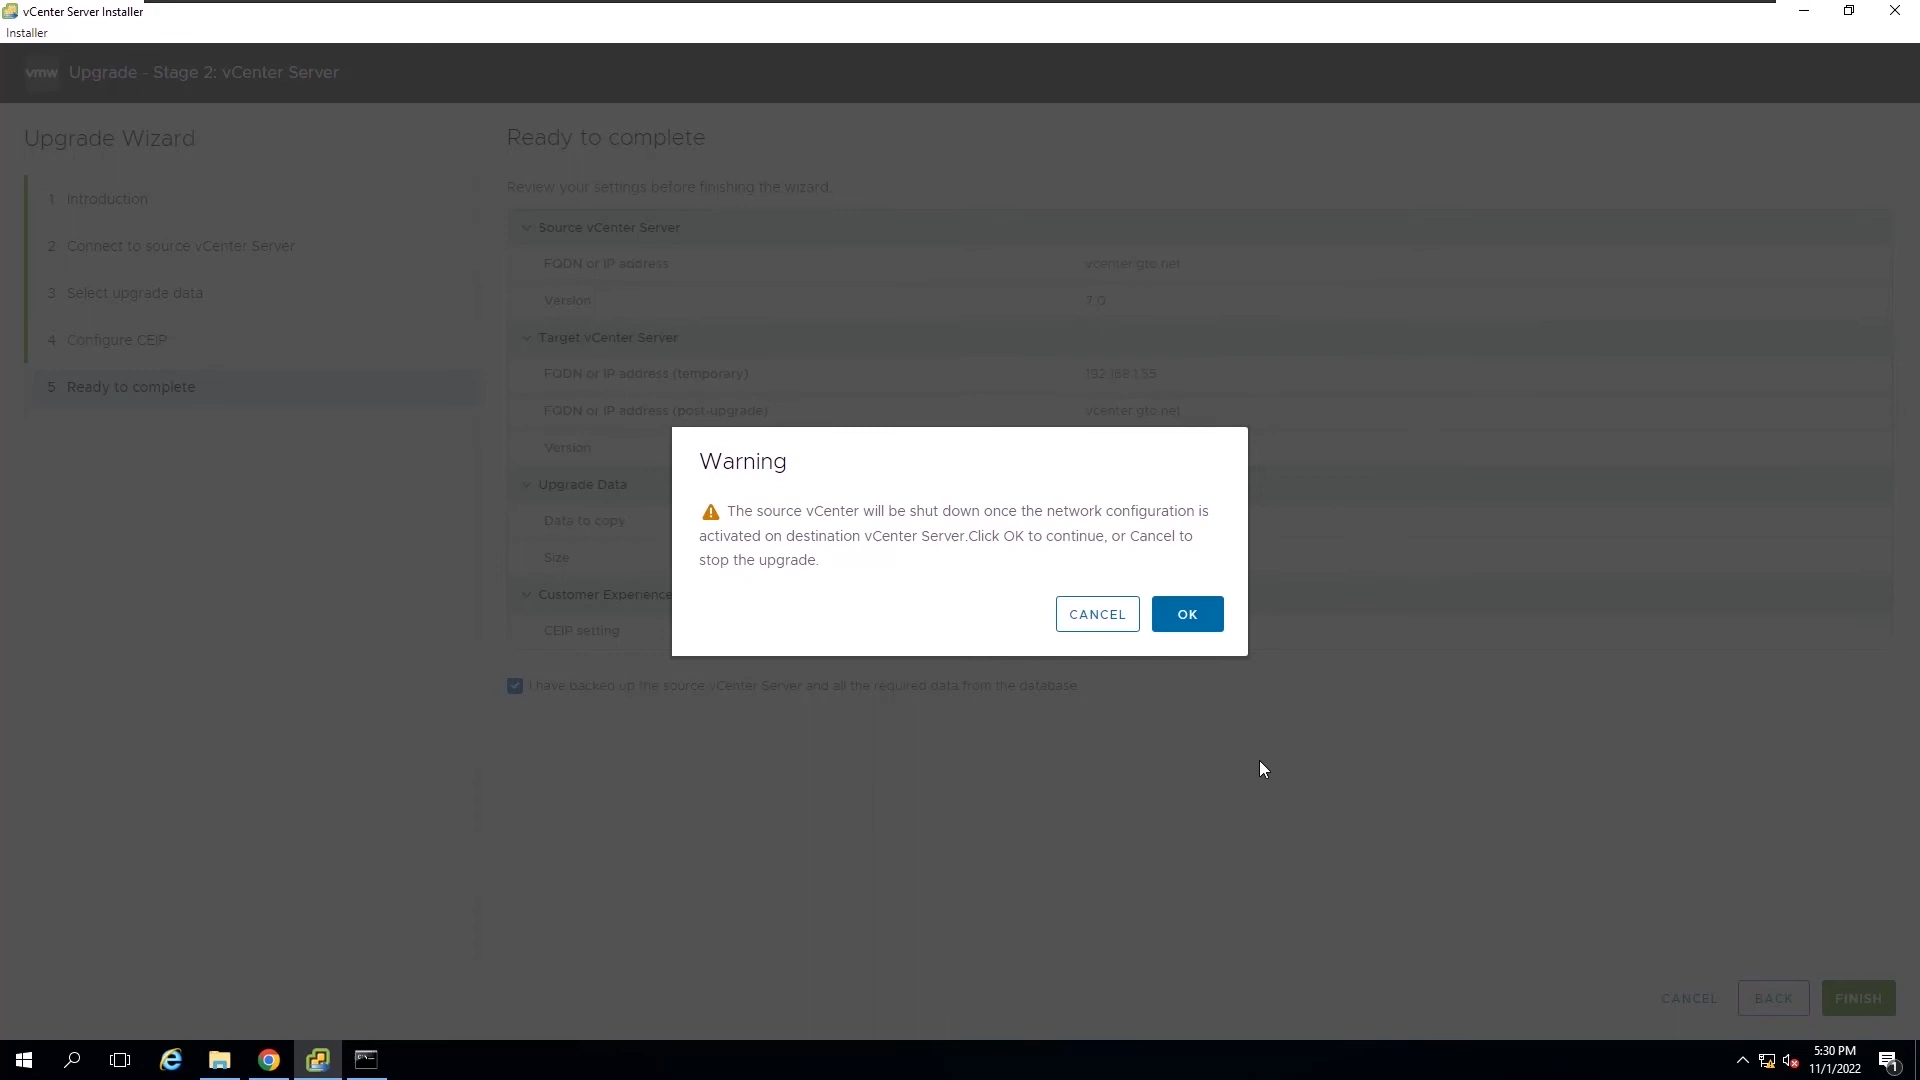 vCenter Server Installer
Installer
vmw Upgrade - Stage 2: vCenter Server
Upgrade Wizard
1 Introduction
2 Connect to source vCenter Server
3 Select upgrade data
4 Configure CEIP
5 Ready to complete
Ready to complete
Review your settings before finishing the wizard.
Source vCenter Server
FQDN or IP address vcenter.gto.net
Version 7.0
Target vCenter Server
FQDN or IP address (temporary) 192.168.1.55
FQDN or IP address (post-upgrade) vcenter.gto.net
Version
Upgrade Data
Data to copy
Size
Customer Experience
CEIP setting
I have backed up the source vCenter Server and all the required data from the database.
Warning
The source vCenter will be shut down once the network configuration is
activated on destination vCenter Server.Click OK to continue, or Cancel to
stop the upgrade.
CANCEL OK
CANCEL BACK FINISH
5:30 PM
11/1/2022
1